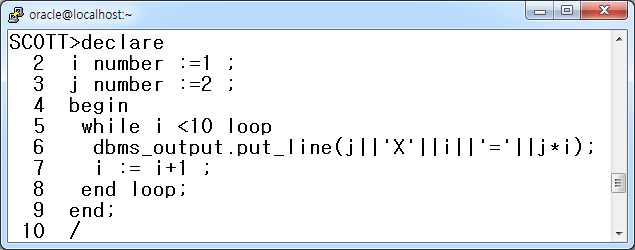 oracle@localhost:~
SCOTT>declare
  2  i number :=1 ;
  3  j number :=2 ;
  4  begin
  5   while i <10 loop
  6    dbms_output.put_line(j||'X'||i||'='||j*i);
  7    i := i+1 ;
  8   end loop;
  9  end;
 10  /